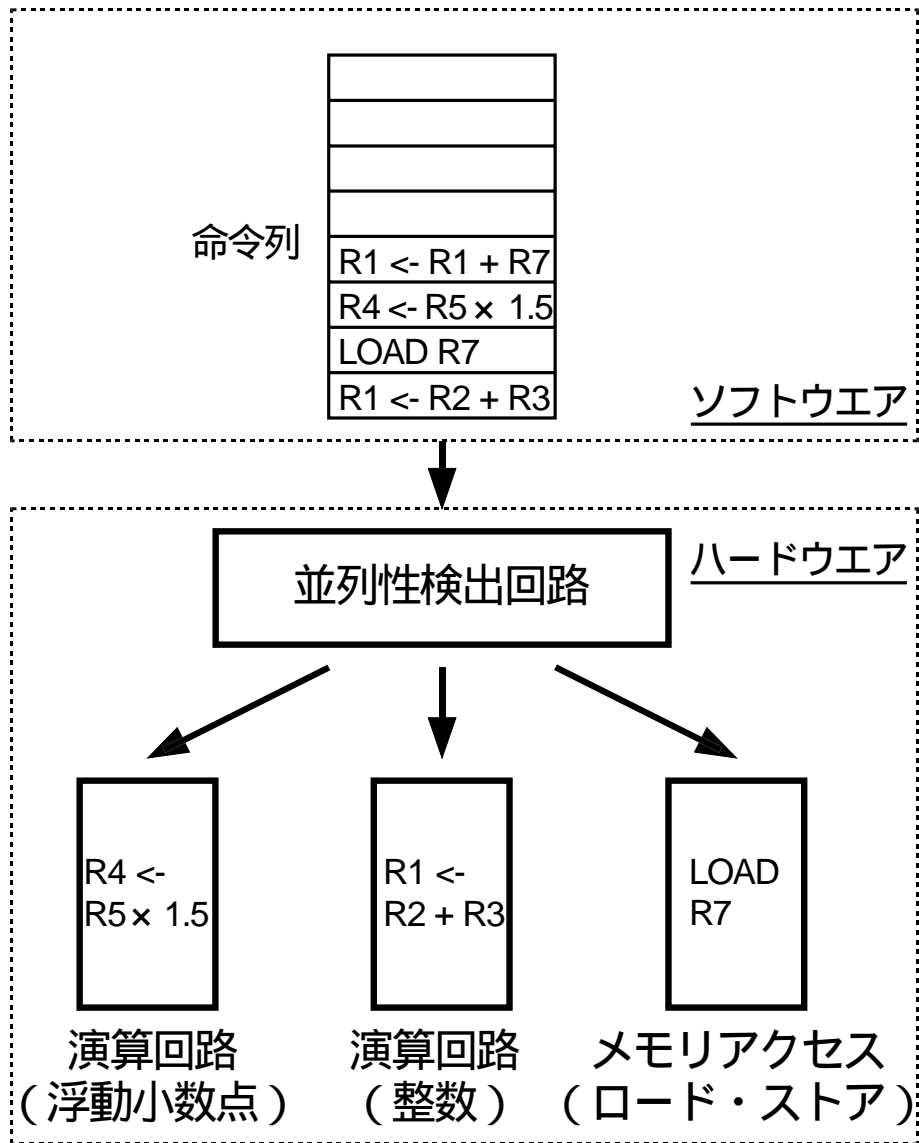 命令列
R1 <- R1 + R7
R4 <- R5 × 1.5
LOAD R7
R1 <- R2 + R3
ソフトウエア
ハードウエア
並列性検出回路
R4 <-
R5 × 1.5
R1 <-
R2 + R3
LOAD
R7
演算回路
（浮動小数点）
演算回路
（整数）
メモリアクセス
（ロード・ストア）